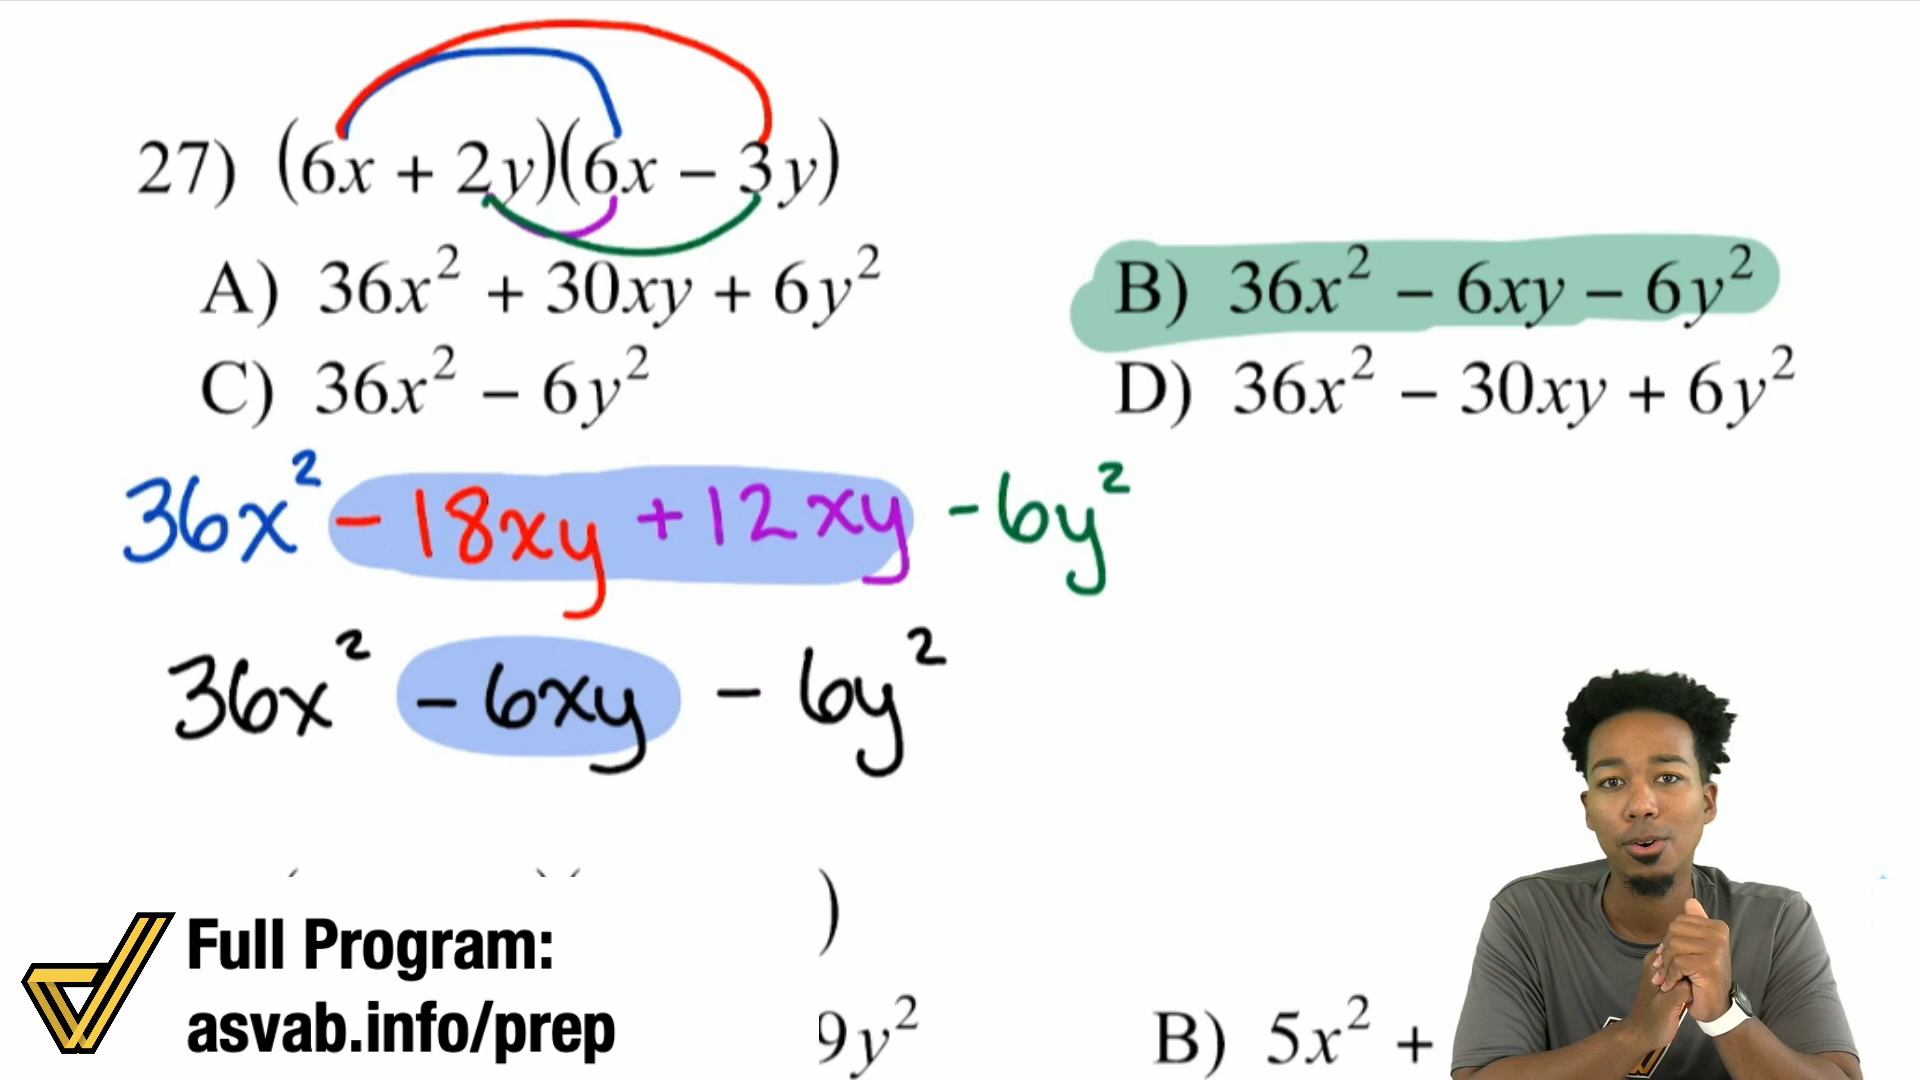 27) (6x + 2y)(6x − 3y)
A) 36x² + 30xy + 6y²
B) 36x² − 6xy − 6y²
C) 36x² − 6y²
D) 36x² − 30xy + 6y²
36x² − 18xy + 12xy − 6y²
36x² − 6xy − 6y²
)
Full Program:
asvab.info/prep
9y²
B) 5x² +